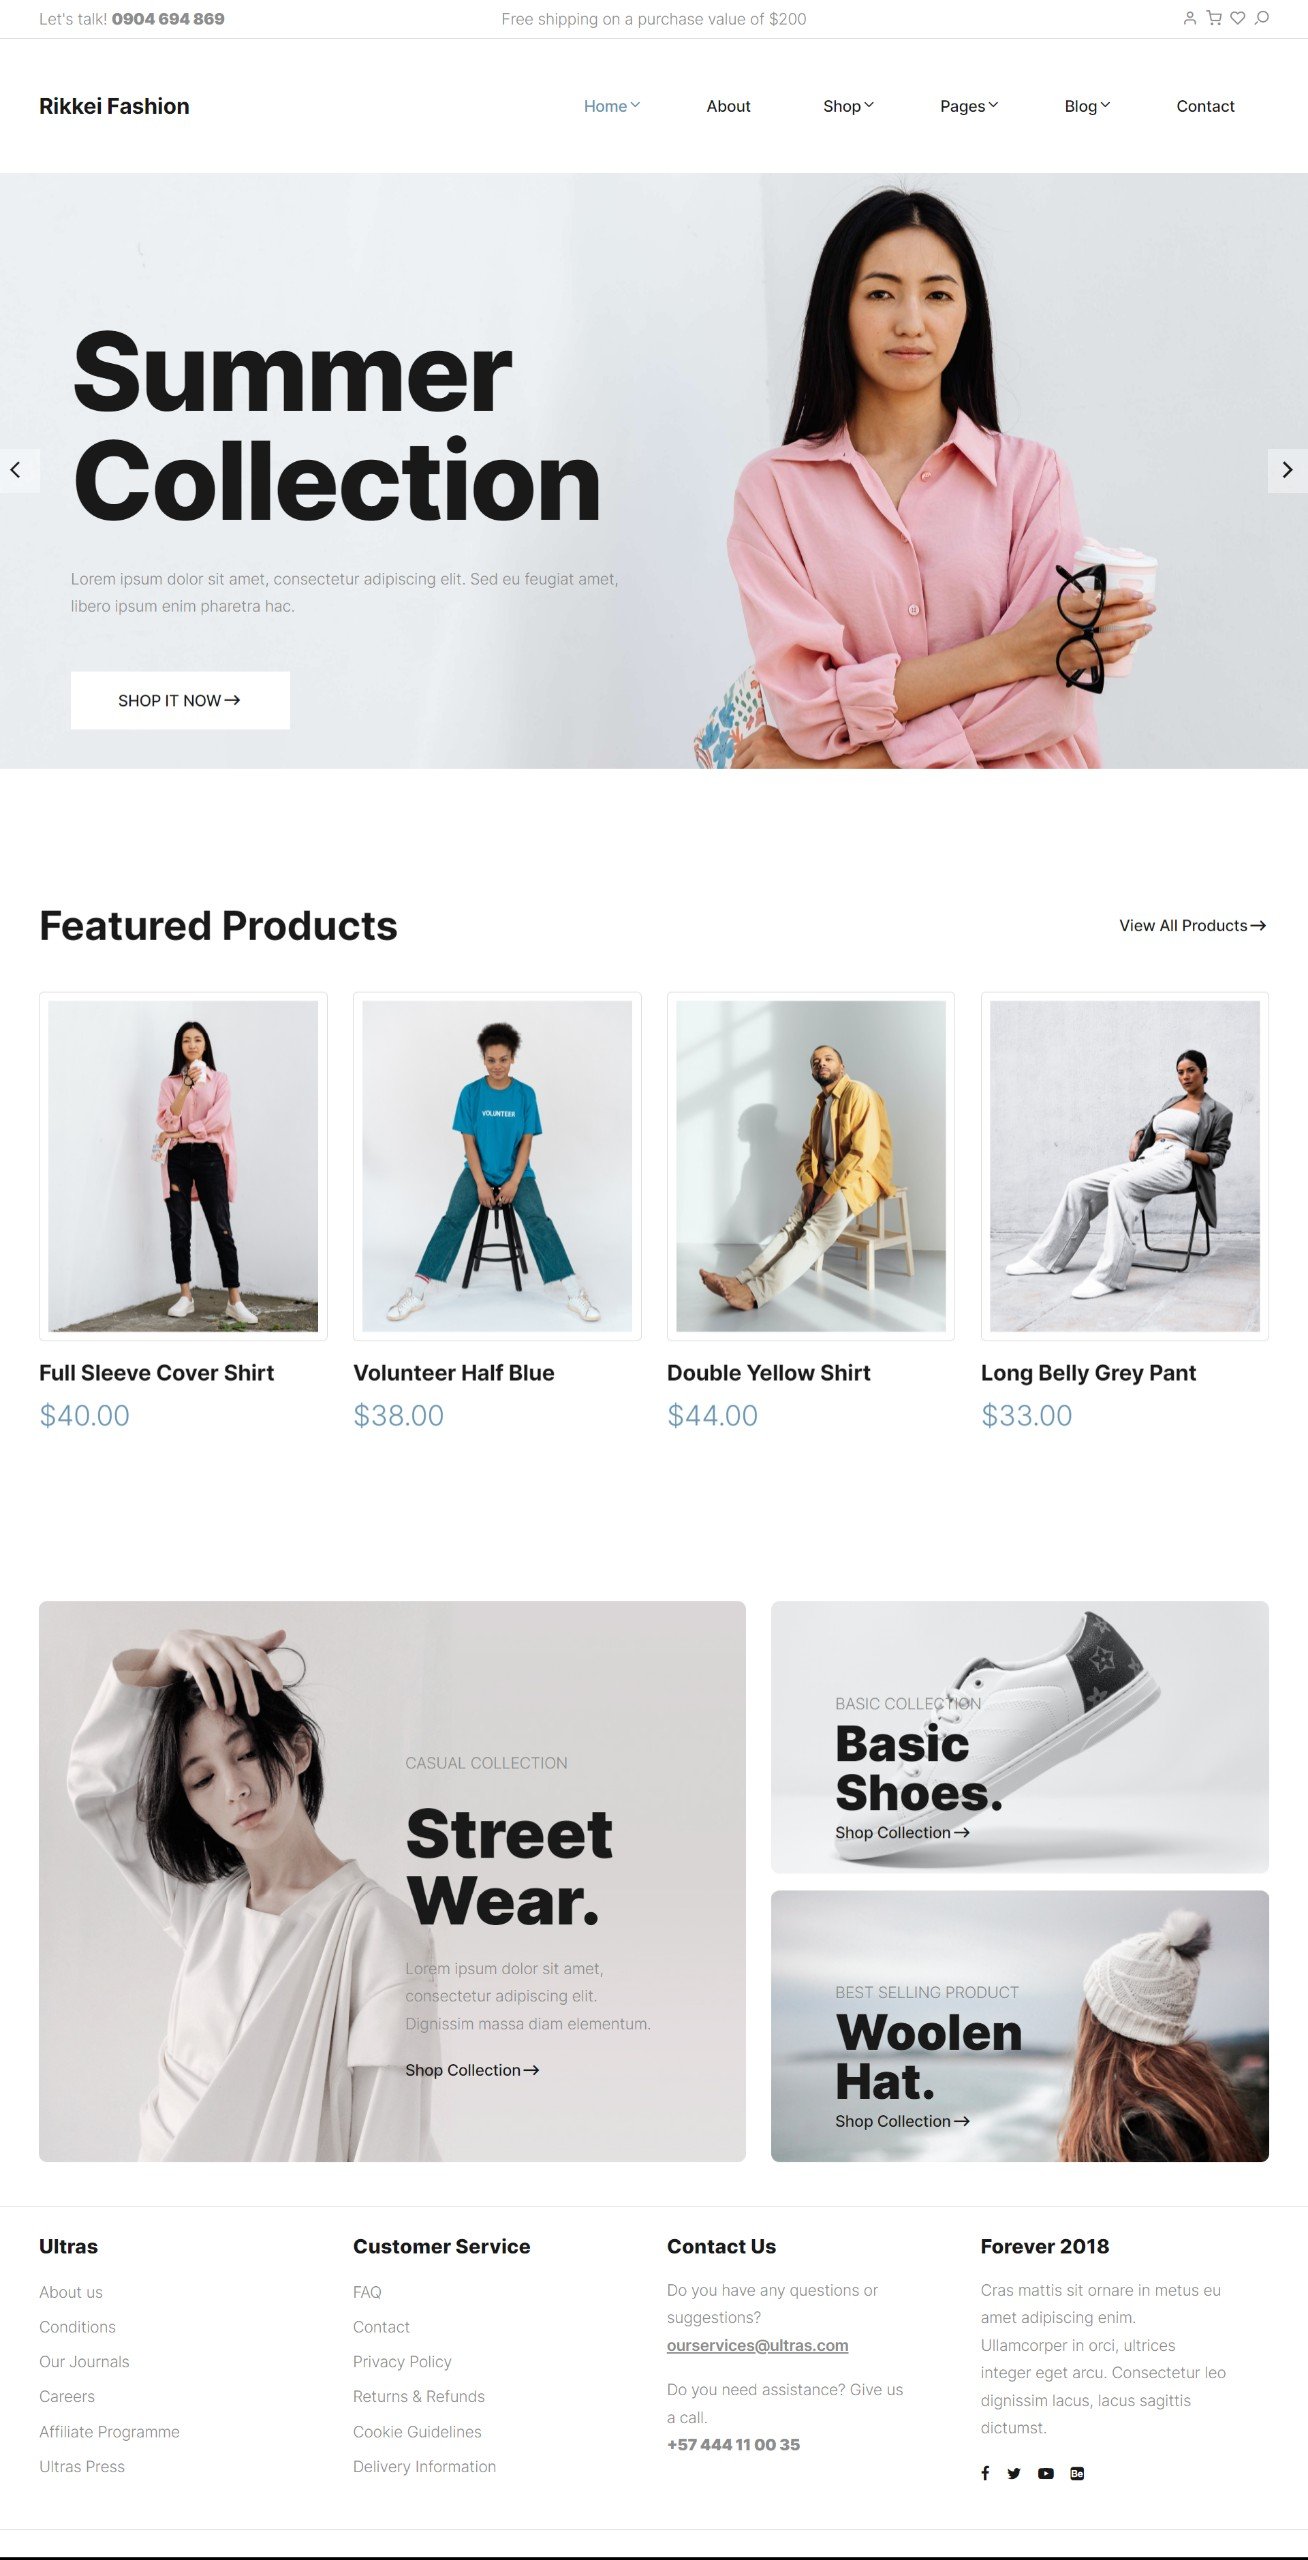 Let's talk! 0904 694 869
Free shipping on a purchase value of $200
Rikkei Fashion
Home
About
Shop
Pages
Blog
Contact
Summer
Collection
Lorem ipsum dolor sit amet, consectetur adipiscing elit. Sed eu feugiat amet,
libero ipsum enim pharetra hac.
SHOP IT NOW→
Featured Products
View All Products→
VOLUNTEER
Full Sleeve Cover Shirt
$40.00
Volunteer Half Blue
$38.00
Double Yellow Shirt
$44.00
Long Belly Grey Pant
$33.00
CASUAL COLLECTION
Street
Wear.
Lorem ipsum dolor sit amet,
consectetur adipiscing elit.
Dignissim massa diam elementum.
Shop Collection→
BASIC COLLECTION
Basic
Shoes.
Shop Collection→
BEST SELLING PRODUCT
Woolen
Hat.
Shop Collection→
Ultras
About us
Conditions
Our Journals
Careers
Affiliate Programme
Ultras Press
Customer Service
FAQ
Contact
Privacy Policy
Returns & Refunds
Cookie Guidelines
Delivery Information
Contact Us
Do you have any questions or
suggestions?
ourservices@ultras.com
Do you need assistance? Give us
a call.
+57 444 11 00 35
Forever 2018
Cras mattis sit ornare in metus eu
amet adipiscing enim.
Ullamcorper in orci, ultrices
integer eget arcu. Consectetur leo
dignissim lacus, lacus sagittis
dictumst.
Be